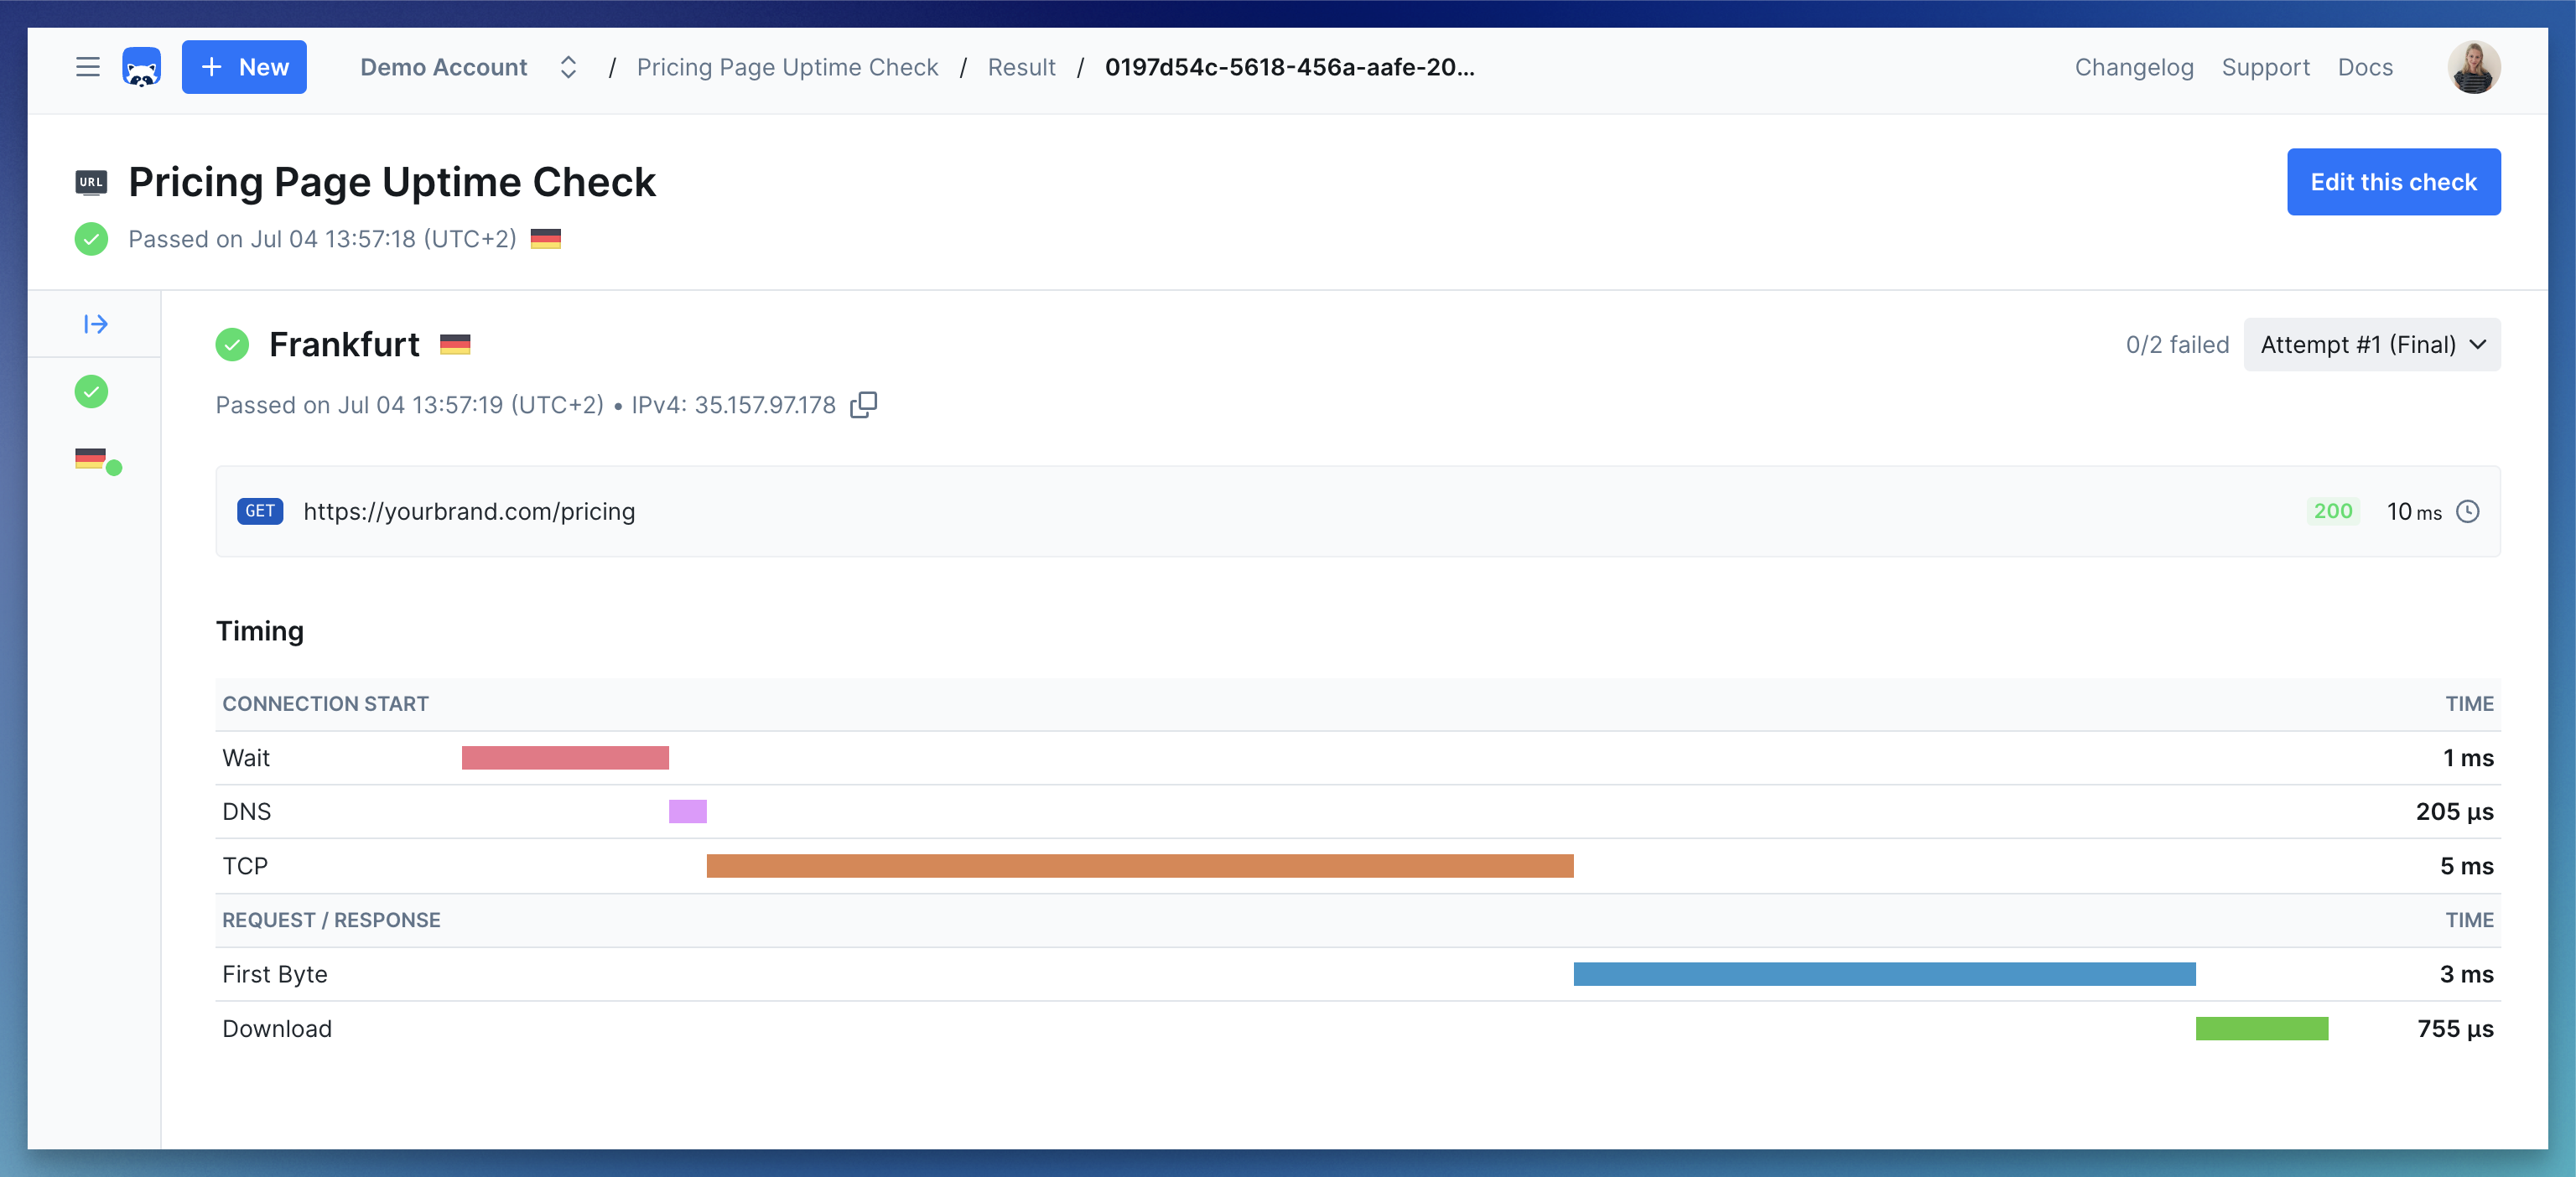 + New Demo Account / Pricing Page Uptime Check / Result / 0197d54c-5618-456a-aafe-20... Changelog Support Docs
URL Pricing Page Uptime Check Edit this check
Passed on Jul 04 13:57:18 (UTC+2)
Frankfurt 0/2 failed Attempt #1 (Final)
Passed on Jul 04 13:57:19 (UTC+2) • IPv4: 35.157.97.178
GET https://yourbrand.com/pricing 200 10 ms
Timing
CONNECTION START TIME
Wait 1 ms
DNS 205 µs
TCP 5 ms
REQUEST / RESPONSE TIME
First Byte 3 ms
Download 755 µs